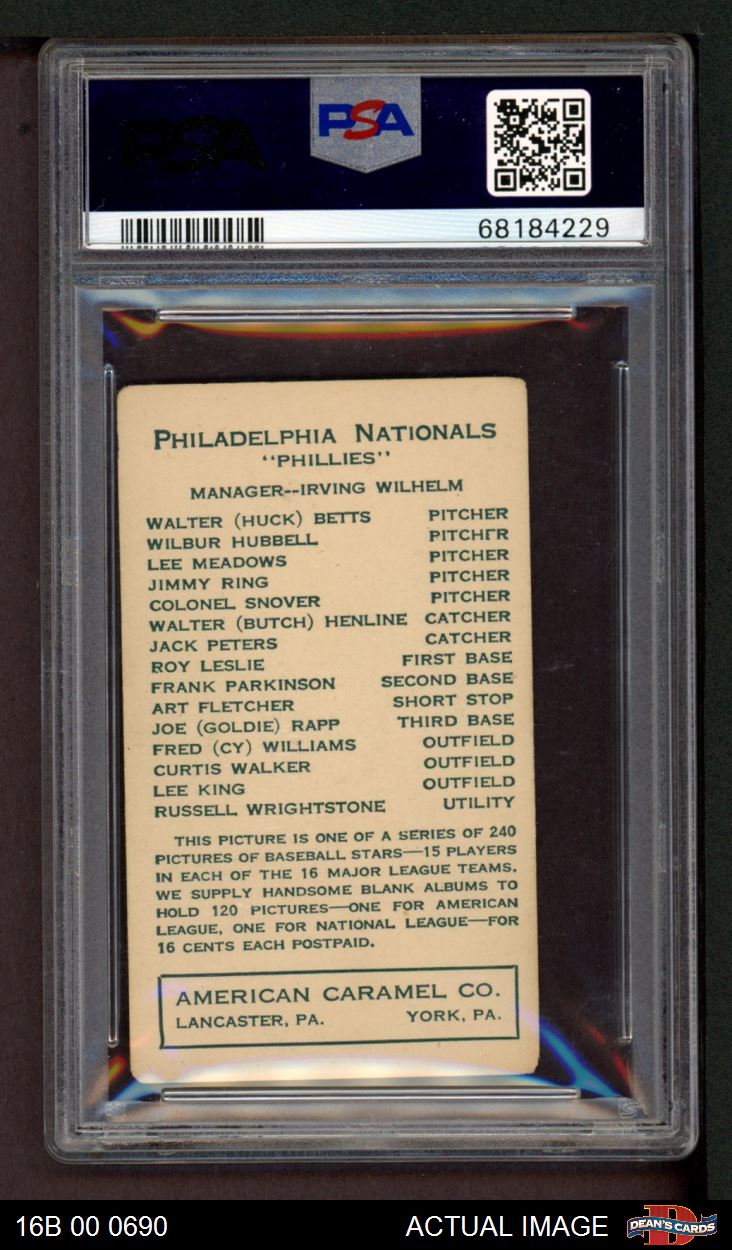 PSA
PSA
68184229
PHILADELPHIA NATIONALS
"PHILLIES"
MANAGER--IRVING WILHELM
WALTER (HUCK) BETTS PITCHER
WILBUR HUBBELL PITCHER
LEE MEADOWS PITCHER
JIMMY RING PITCHER
COLONEL SNOVER PITCHER
WALTER (BUTCH) HENLINE CATCHER
JACK PETERS CATCHER
ROY LESLIE FIRST BASE
FRANK PARKINSON SECOND BASE
ART FLETCHER SHORT STOP
JOE (GOLDIE) RAPP THIRD BASE
FRED (CY) WILLIAMS OUTFIELD
CURTIS WALKER OUTFIELD
LEE KING OUTFIELD
RUSSELL WRIGHTSTONE UTILITY
THIS PICTURE IS ONE OF A SERIES OF 240
PICTURES OF BASEBALL STARS—15 PLAYERS
IN EACH OF THE 16 MAJOR LEAGUE TEAMS.
WE SUPPLY HANDSOME BLANK ALBUMS TO
HOLD 120 PICTURES—ONE FOR AMERICAN
LEAGUE, ONE FOR NATIONAL LEAGUE—FOR
16 CENTS EACH POSTPAID.
AMERICAN CARAMEL CO.
LANCASTER, PA. YORK, PA.
16B 00 0690 ACTUAL IMAGE
DEAN'S CARDS